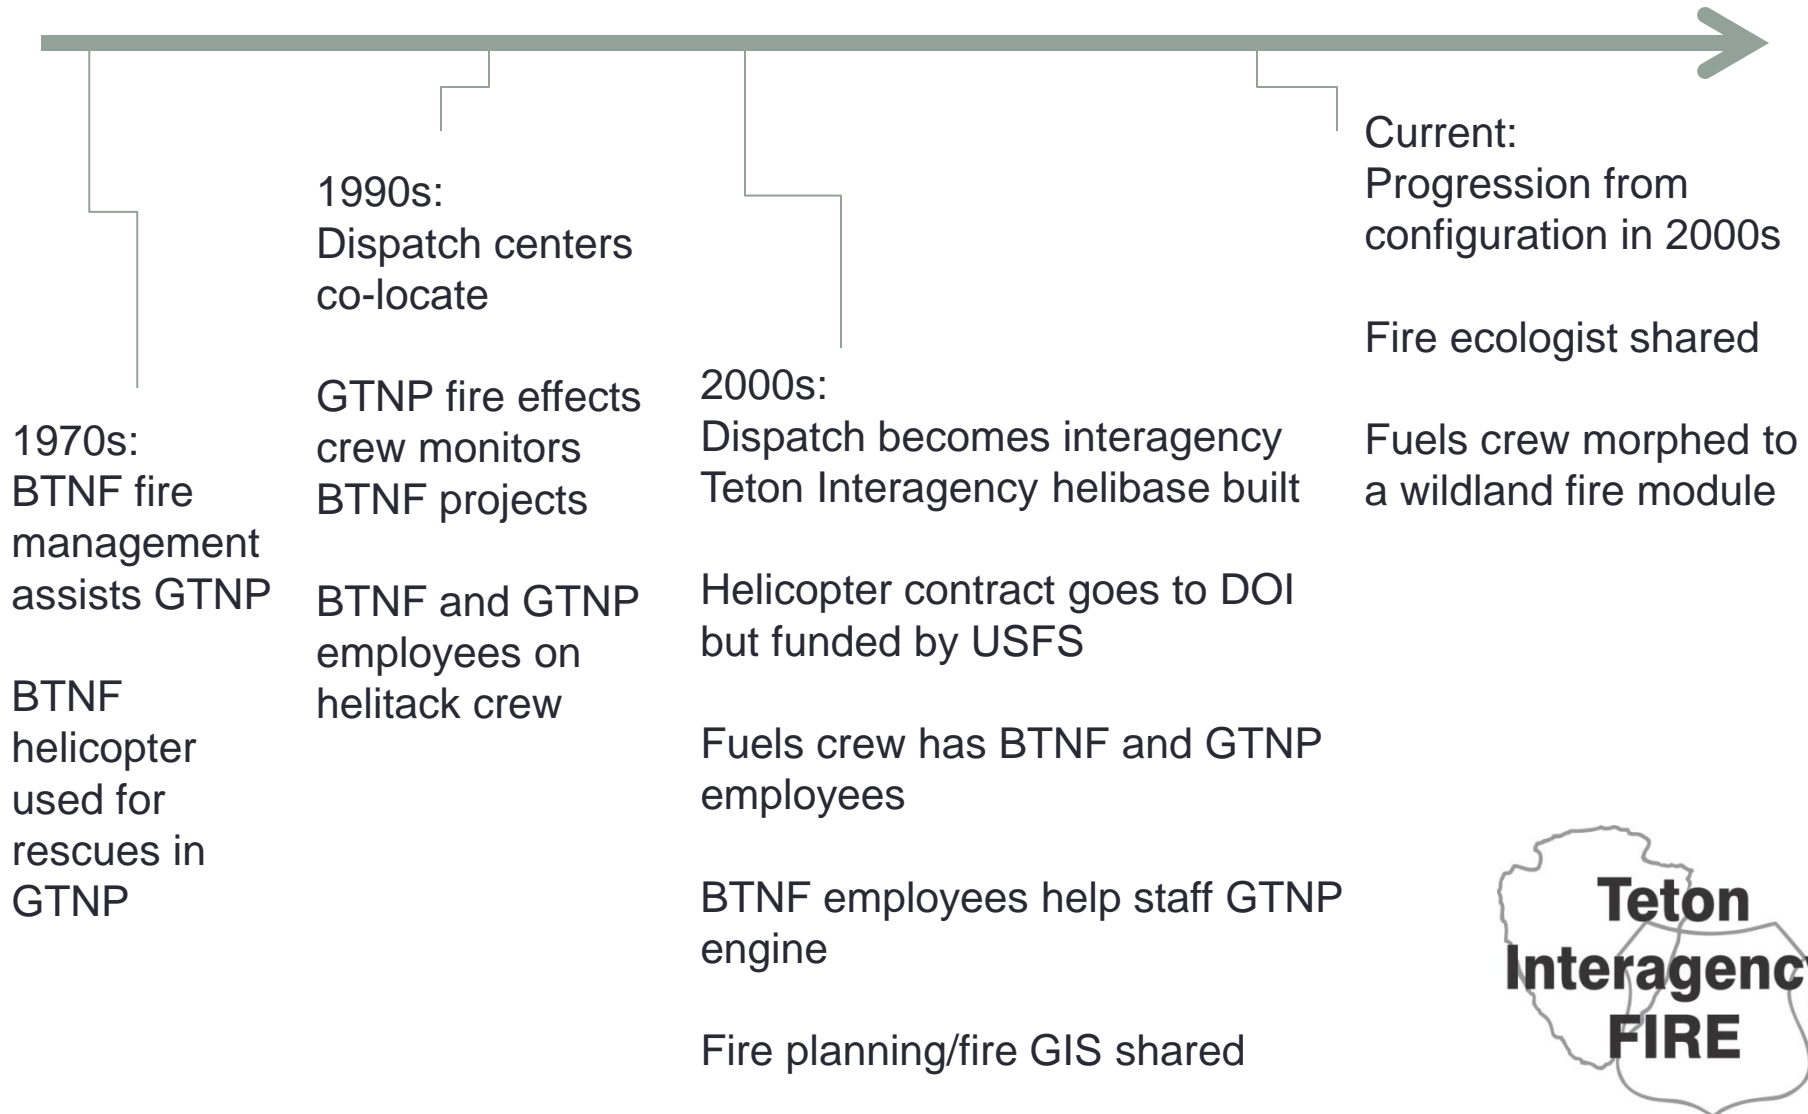 1970s:
BTNF fire
management
assists GTNP
BTNF
helicopter
used for
rescues in
GTNP
1990s:
Dispatch centers
co-locate
GTNP fire effects
crew monitors
BTNF projects
BTNF and GTNP
employees on
helitack crew
2000s:
Dispatch becomes interagency
Teton Interagency helibase built
Helicopter contract goes to DOI
but funded by USFS
Fuels crew has BTNF and GTNP
employees
BTNF employees help staff GTNP
engine
Fire planning/fire GIS shared
Current:
Progression from
configuration in 2000s
Fire ecologist shared
Fuels crew morphed to
a wildland fire module
Teton
Interagency
FIRE